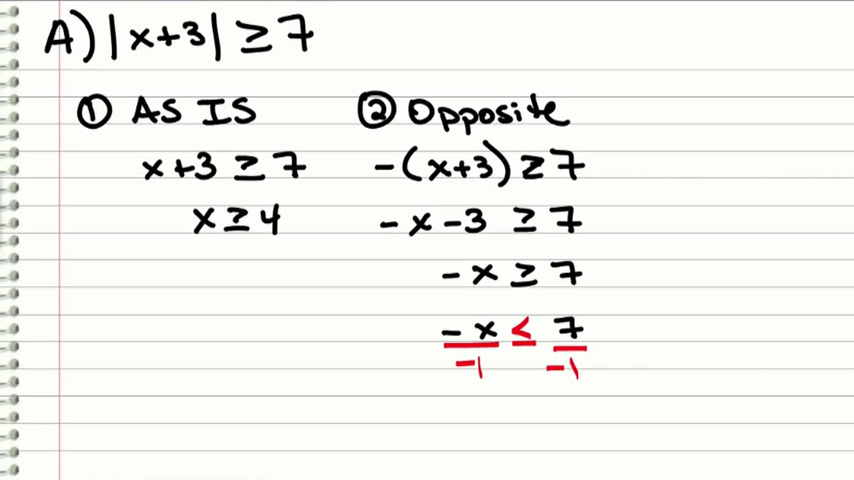 A) |x+3| ≥ 7
① AS IS
x+3 ≥ 7
x ≥ 4
② Opposite
-(x+3) ≥ 7
-x -3 ≥ 7
-x ≥ 7
-x ≤ 7
-1 -1